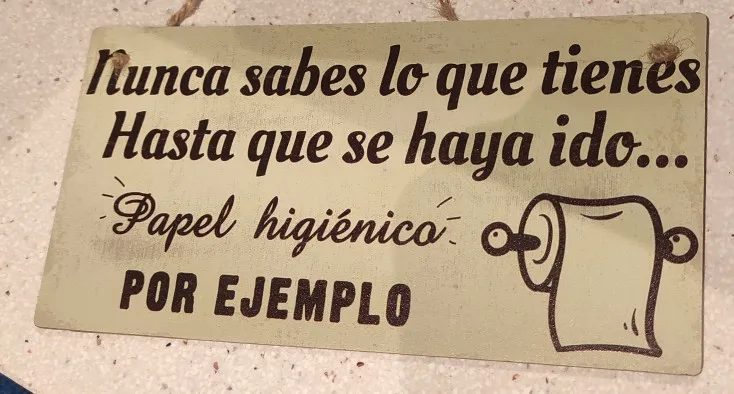 Nunca sabes lo que tienes
Hasta que se haya ido...
Papel higiénico
POR EJEMPLO